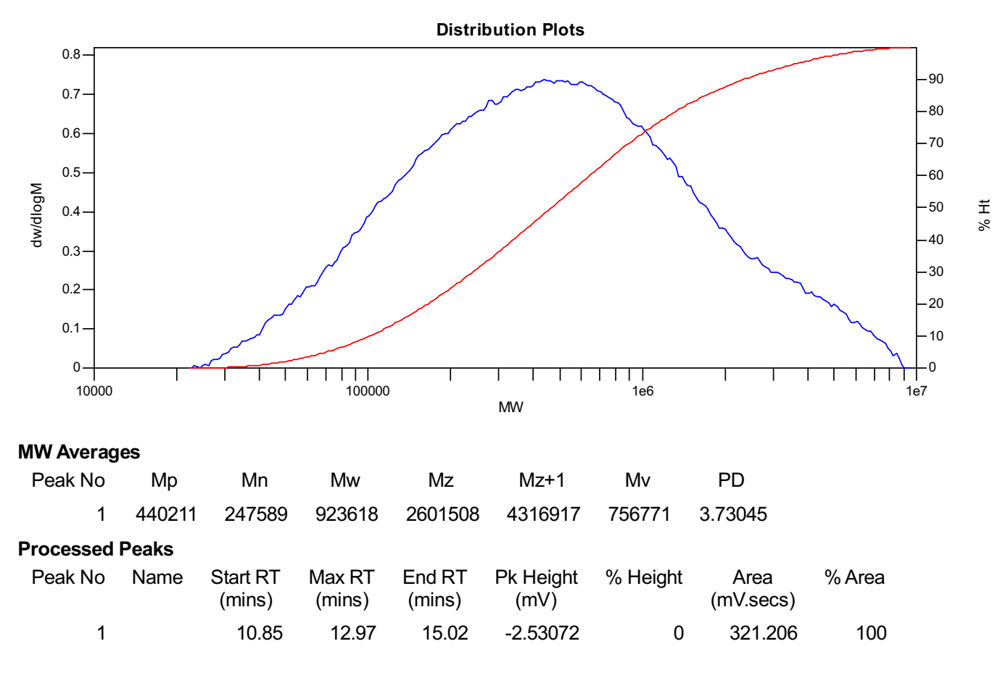 Distribution Plots
0.8
0.7
0.6
0.5
0.4
0.3
0.2
0.1
0
dw/dlogM
90
80
70
60
50
40
30
20
10
0
% Ht
10000 100000 1e6 1e7
MW
MW Averages
Peak No Mp Mn Mw Mz Mz+1 Mv PD
1 440211 247589 923618 2601508 4316917 756771 3.73045
Processed Peaks
Peak No Name Start RT Max RT End RT Pk Height % Height Area % Area
(mins) (mins) (mins) (mV) (mV.secs)
1 10.85 12.97 15.02 -2.53072 0 321.206 100